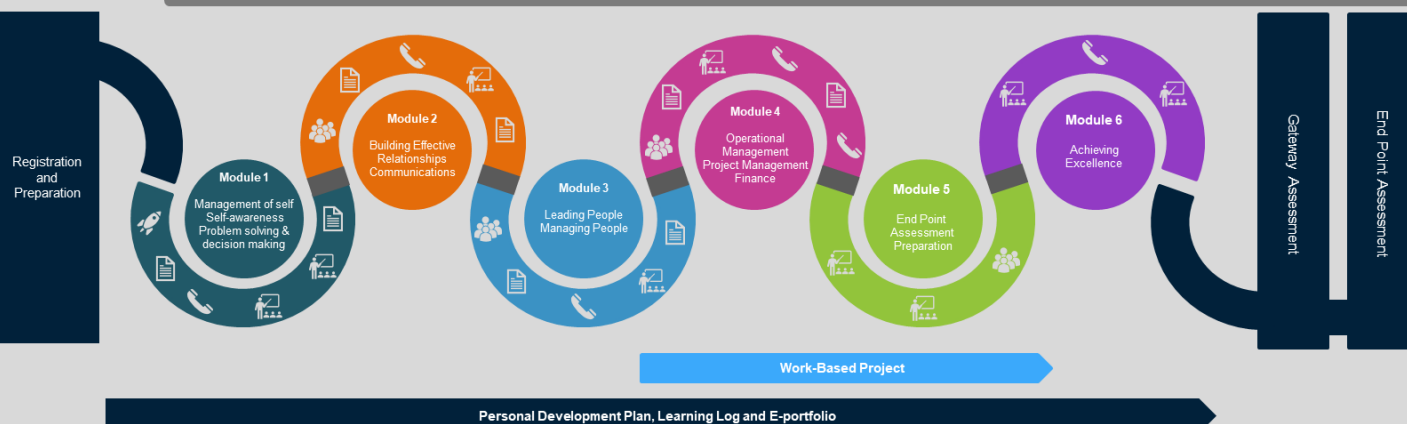 Registration
and
Preparation
Module 1
Management of self
Self-awareness
Problem solving &
decision making
Module 2
Building Effective
Relationships
Communications
Module 3
Leading People
Managing People
Module 4
Operational
Management
Project Management
Finance
Module 5
End Point
Assessment
Preparation
Module 6
Achieving
Excellence
Gateway Assessment
End Point Assessment
Work-Based Project
Personal Development Plan, Learning Log and E-portfolio